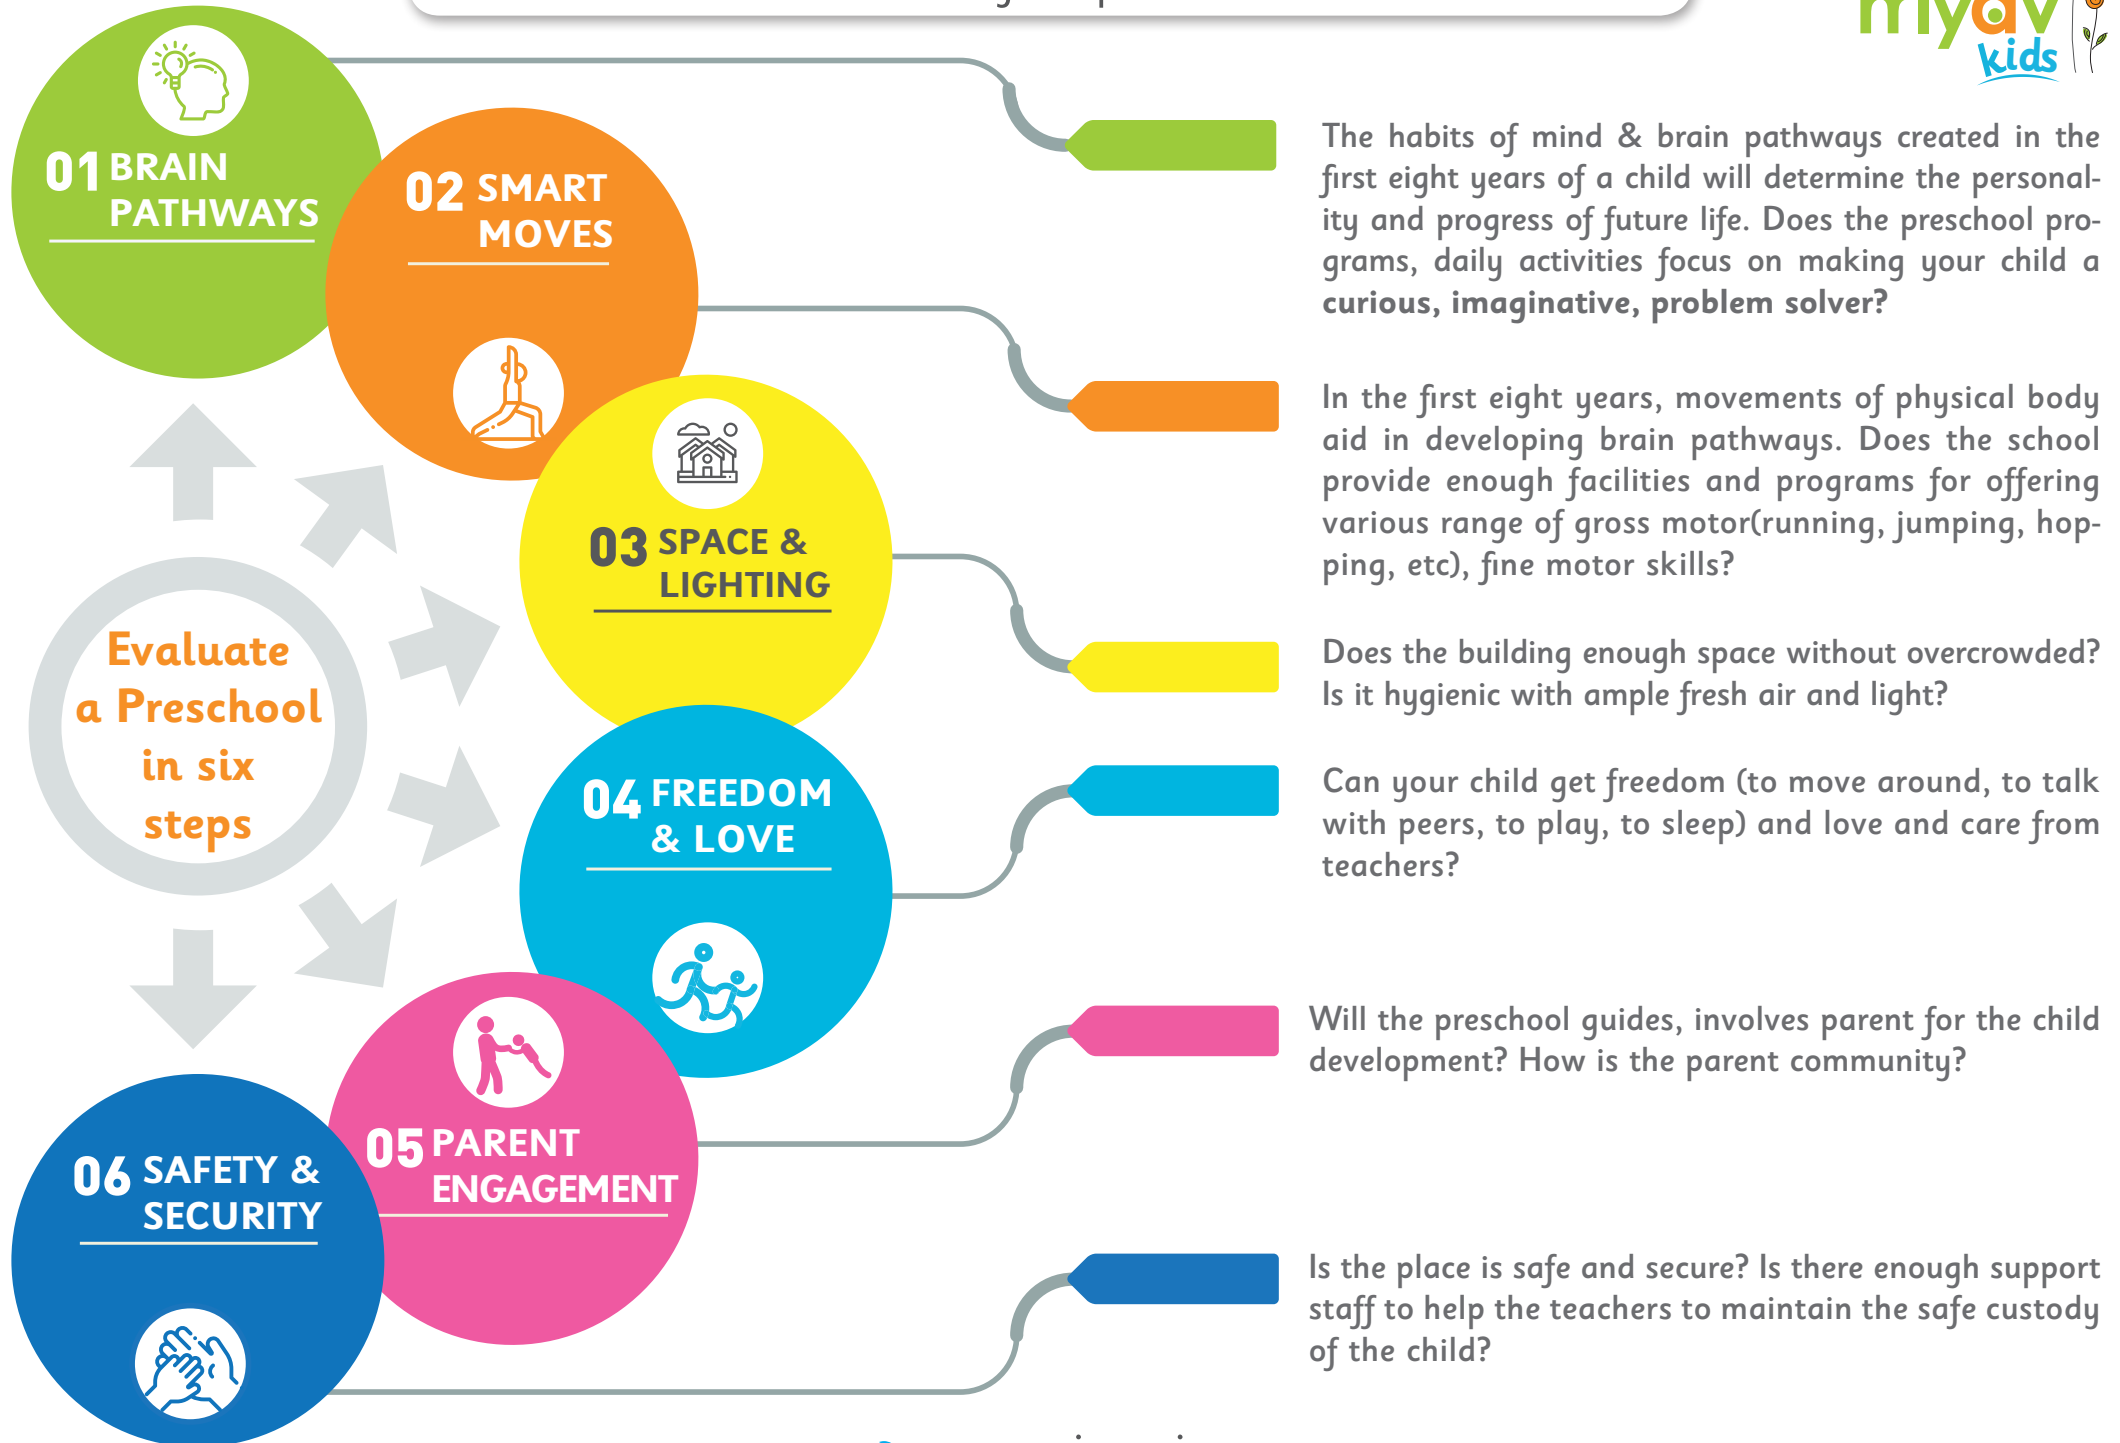 myav
kids
01 BRAIN
PATHWAYS
02 SMART
MOVES
03 SPACE &
LIGHTING
04 FREEDOM
& LOVE
05 PARENT
ENGAGEMENT
06 SAFETY &
SECURITY
Evaluate
a Preschool
in six
steps
The habits of mind & brain pathways created in the
first eight years of a child will determine the personal-
ity and progress of future life. Does the preschool pro-
grams, daily activities focus on making your child a
curious, imaginative, problem solver?
In the first eight years, movements of physical body
aid in developing brain pathways. Does the school
provide enough facilities and programs for offering
various range of gross motor(running, jumping, hop-
ping, etc), fine motor skills?
Does the building enough space without overcrowded?
Is it hygienic with ample fresh air and light?
Can your child get freedom (to move around, to talk
with peers, to play, to sleep) and love and care from
teachers?
Will the preschool guides, involves parent for the child
development? How is the parent community?
Is the place is safe and secure? Is there enough support
staff to help the teachers to maintain the safe custody
of the child?